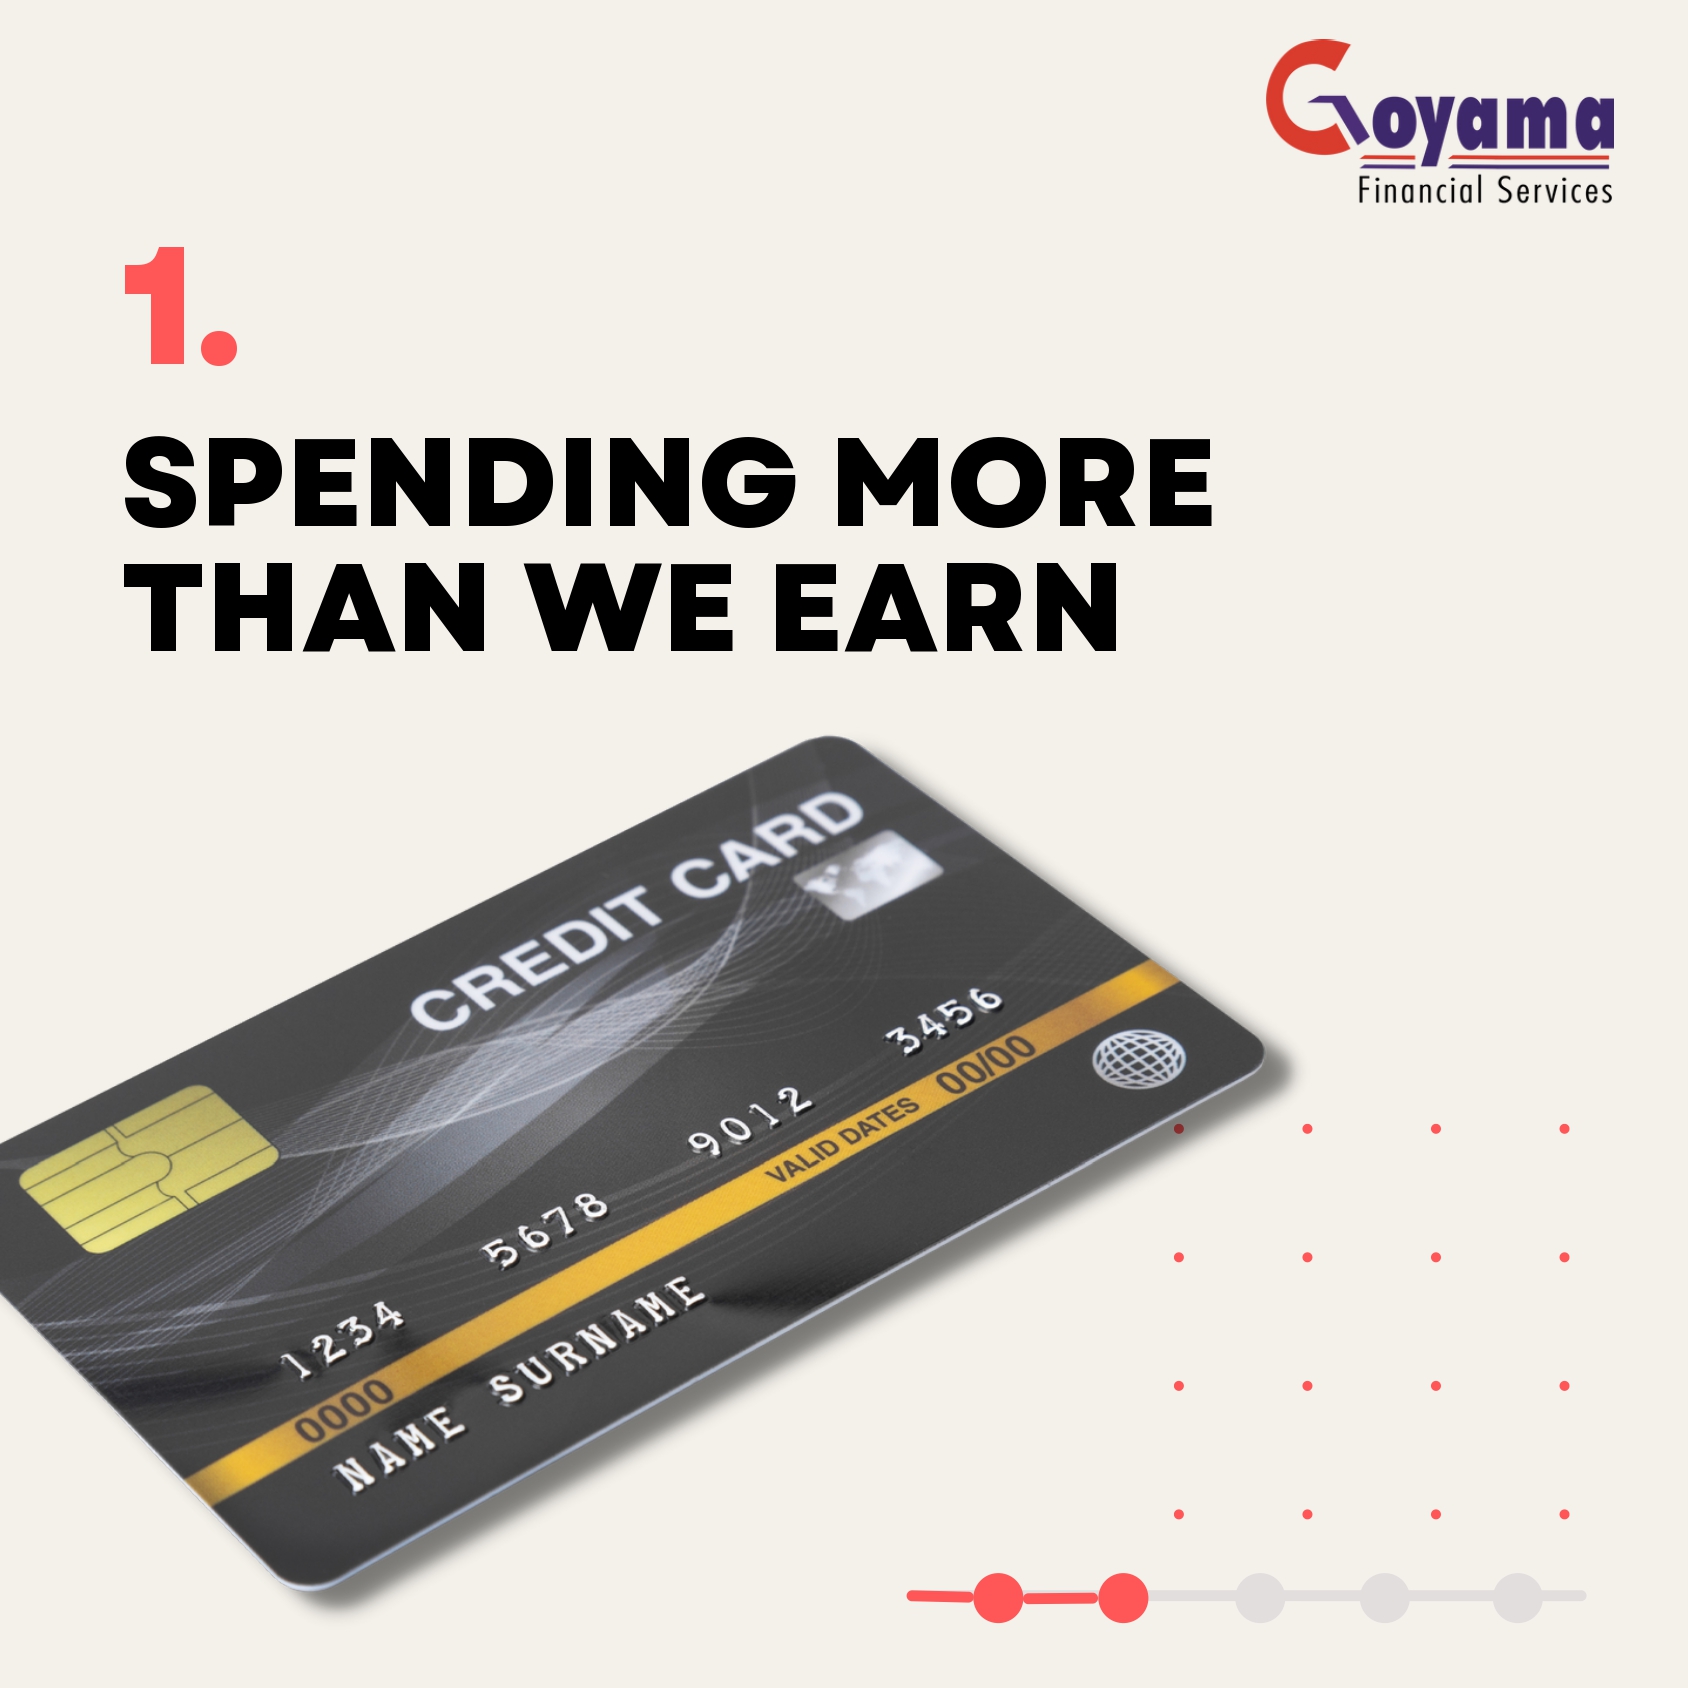 Goyama
Financial Services
1.
SPENDING MORE
THAN WE EARN
CREDIT CARD
1234 5678 9012 3456
0000 VALID DATES 00/00
NAME SURNAME